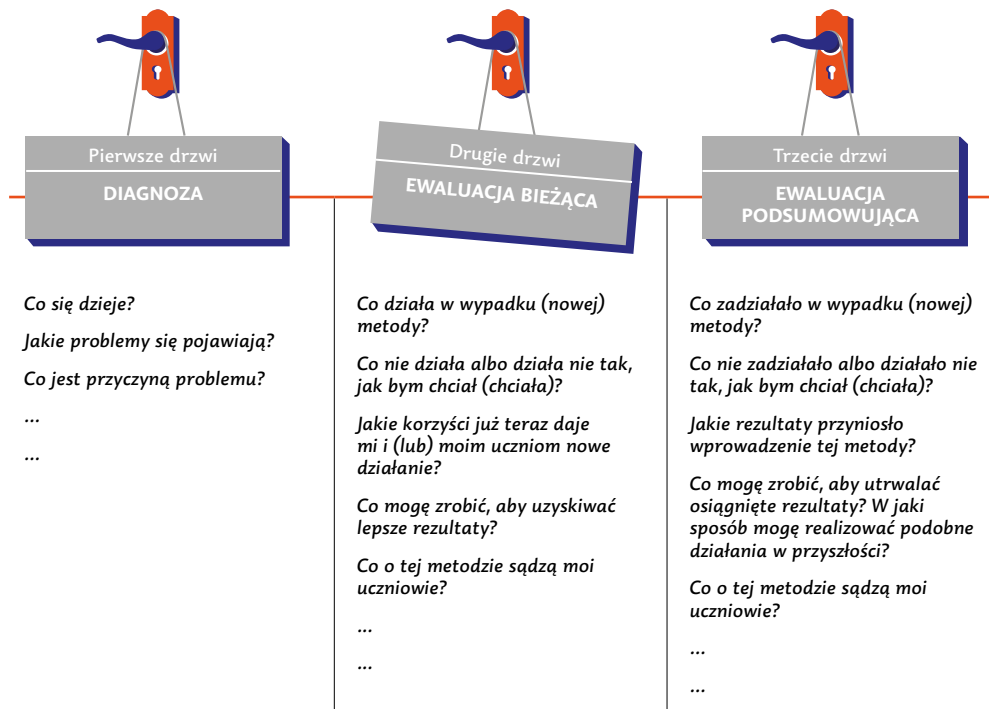 Pierwsze drzwi
DIAGNOZA
Co się dzieje?
Jakie problemy się pojawiają?
Co jest przyczyną problemu?
...
...
Drugie drzwi
EWALUACJA BIEŻĄCA
Co działa w wypadku (nowej)
metody?
Co nie działa albo działa nie tak,
jak bym chciał (chciała)?
Jakie korzyści już teraz daje
mi i (lub) moim uczniom nowe
działanie?
Co mogę zrobić, aby uzyskiwać
lepsze rezultaty?
Co o tej metodzie sądzą moi
uczniowie?
...
...
Trzecie drzwi
EWALUACJA
PODSUMOWUJĄCA
Co zadziałało w wypadku (nowej)
metody?
Co nie zadziałało albo działało nie
tak, jak bym chciał (chciała)?
Jakie rezultaty przyniosło
wprowadzenie tej metody?
Co mogę zrobić, aby utrwalać
osiągnięte rezultaty? W jaki
sposób mogę realizować podobne
działania w przyszłości?
Co o tej metodzie sądzą moi
uczniowie?
...
...